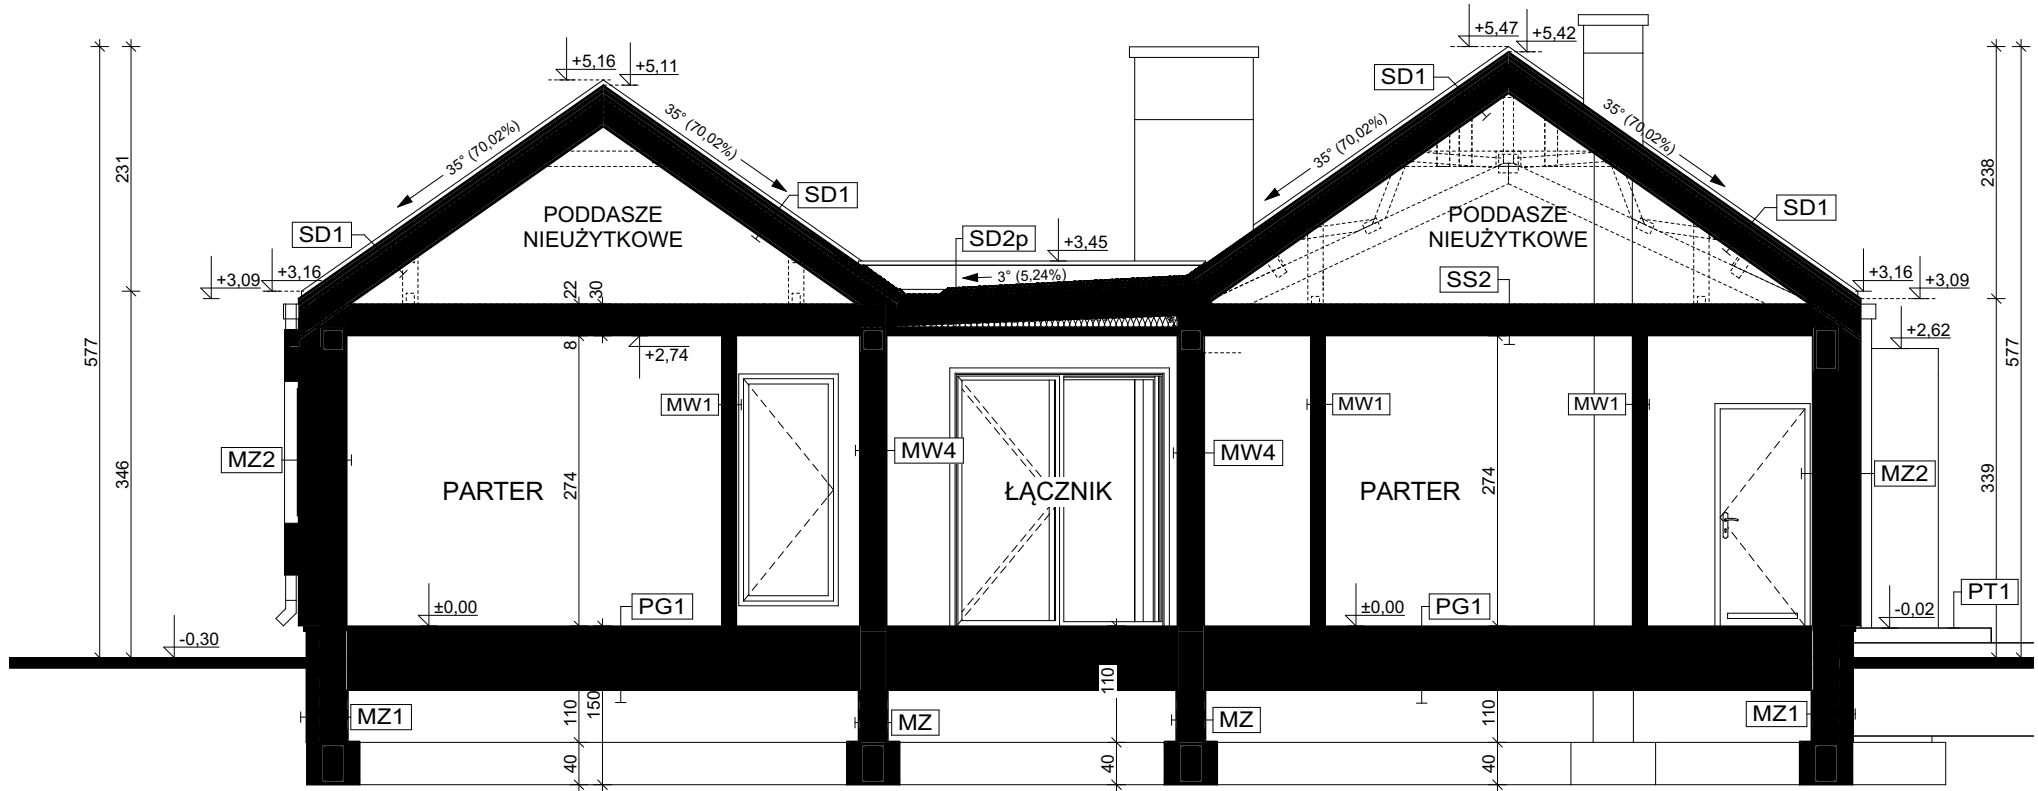 +5,47
+5,42
+5,16
+5,11
SD1
35° (70,02%)
35° (70,02%)
35° (70,02%)
35° (70,02%)
231
238
SD1
SD1
SD1
PODDASZE
NIEUŻYTKOWE
PODDASZE
NIEUŻYTKOWE
SD2p
+3,45
3° (5,24%)
+3,09
+3,16
22
30
SS2
+3,16
+3,09
577
8
+2,74
+2,62
577
MW1
MW1
MW1
MZ2
346
MW4
MW4
MZ2
339
PARTER
274
ŁĄCZNIK
PARTER
274
±0,00
PG1
±0,00
PG1
-0,02
PT1
-0,30
MZ1
110
150
MZ
110
MZ
110
MZ1
40
40
40